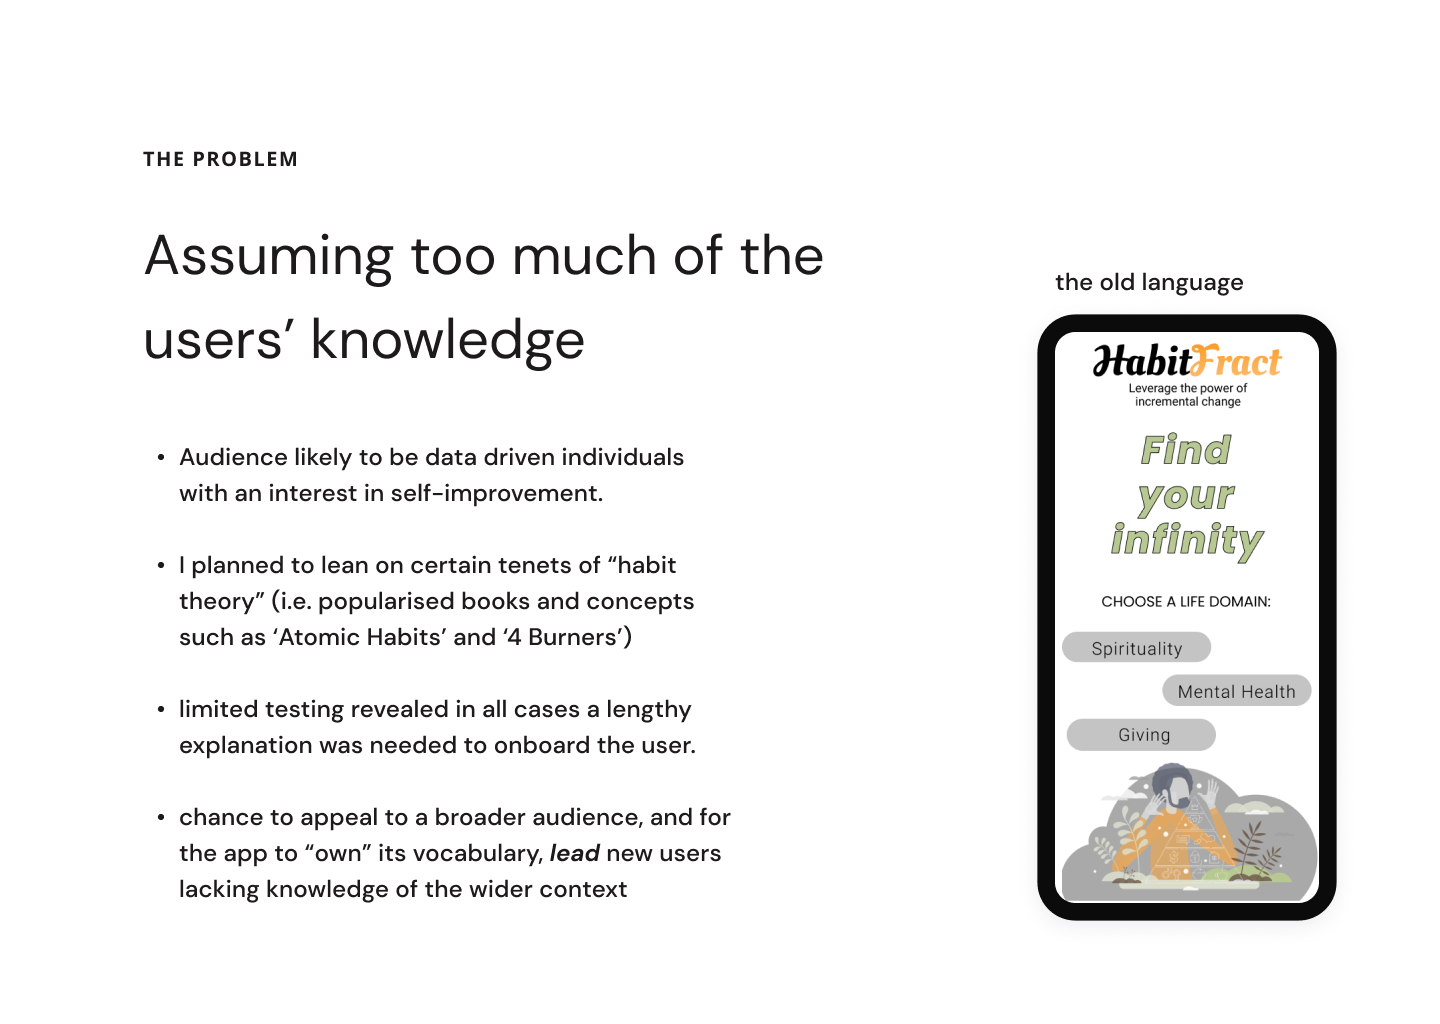 THE PROBLEM
Assuming too much of the
users’ knowledge
• Audience likely to be data driven individuals
with an interest in self-improvement.
• I planned to lean on certain tenets of “habit
theory” (i.e. popularised books and concepts
such as ‘Atomic Habits’ and ‘4 Burners’)
• limited testing revealed in all cases a lengthy
explanation was needed to onboard the user.
• chance to appeal to a broader audience, and for
the app to “own” its vocabulary, lead new users
lacking knowledge of the wider context
the old language
HabitFract
Leverage the power of
incremental change
Find
your
infinity
CHOOSE A LIFE DOMAIN:
Spirituality
Mental Health
Giving